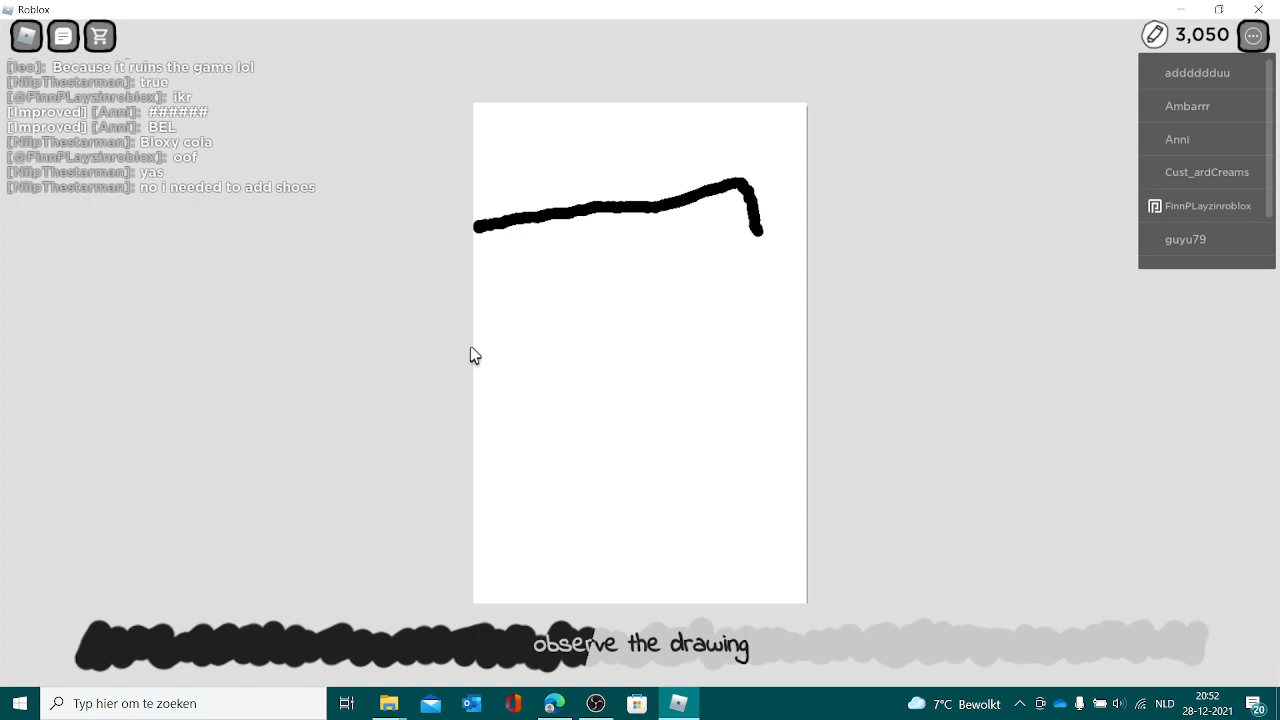 Roblox
3,050
[leo]: Because it ruins the game lol
[NilpThestarman]: true
[@FinnPLayzinroblox]: ikr
[Improved] [Anni]: ######
[Improved] [Anni]: BEL
[NilpThestarman]: Bloxy cola
[@FinnPLayzinroblox]: oof
[NilpThestarman]: yas
[NilpThestarman]: no i needed to add shoes
adddddduu
Ambarrr
Anni
Cust_ardCreams
FinnPLayzinroblox
guyu79
observe the drawing
Typ hier om te zoeken
7°C Bewolkt
NLD
20:52
28-12-2021
20